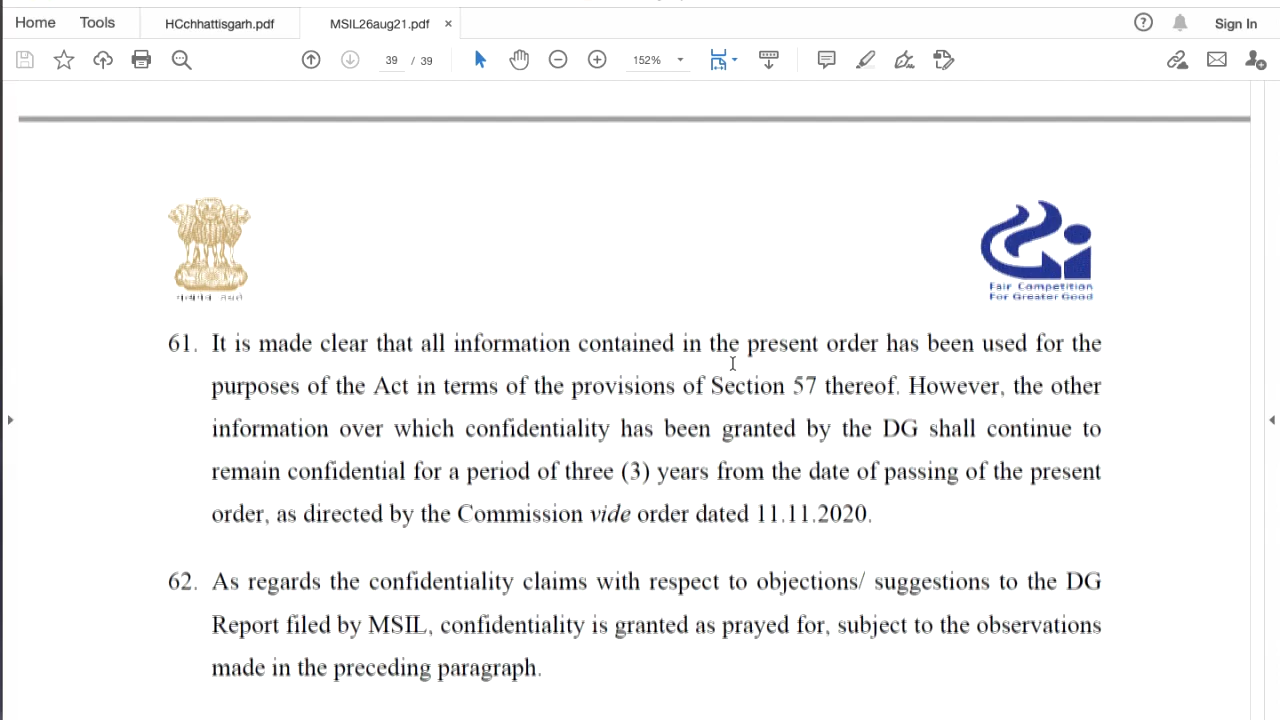 Home Tools HCchhattisgarh.pdf MSIL26aug21.pdf × ? Sign In
39 / 39 152%
Fair Competition
For Greater Good
61. It is made clear that all information contained in the present order has been used for the
purposes of the Act in terms of the provisions of Section 57 thereof. However, the other
information over which confidentiality has been granted by the DG shall continue to
remain confidential for a period of three (3) years from the date of passing of the present
order, as directed by the Commission vide order dated 11.11.2020.
62. As regards the confidentiality claims with respect to objections/ suggestions to the DG
Report filed by MSIL, confidentiality is granted as prayed for, subject to the observations
made in the preceding paragraph.